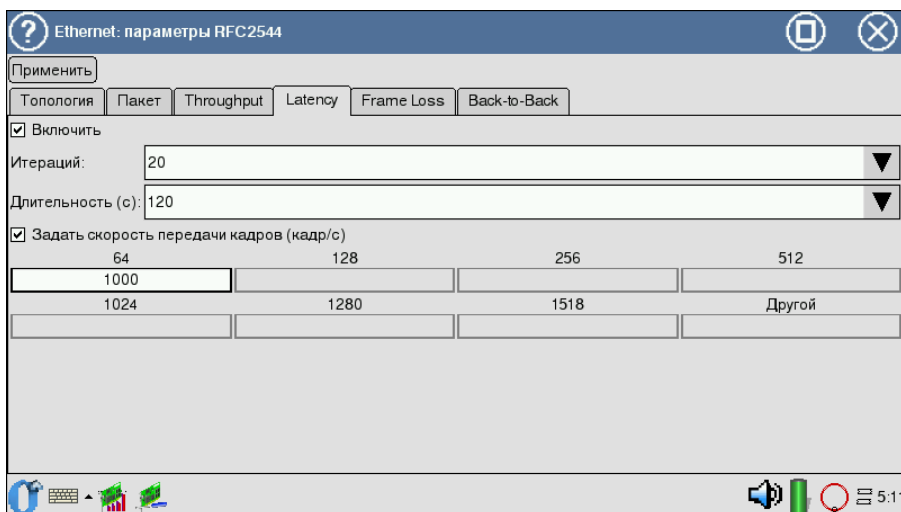 Ethernet: параметры RFC2544
Применить
Топология Пакет Throughput Latency Frame Loss Back-to-Back
Включить
Итераций: 20
Длительность (с): 120
Задать скорость передачи кадров (кадр/с)
64 128 256 512
1000
1024 1280 1518 Другой